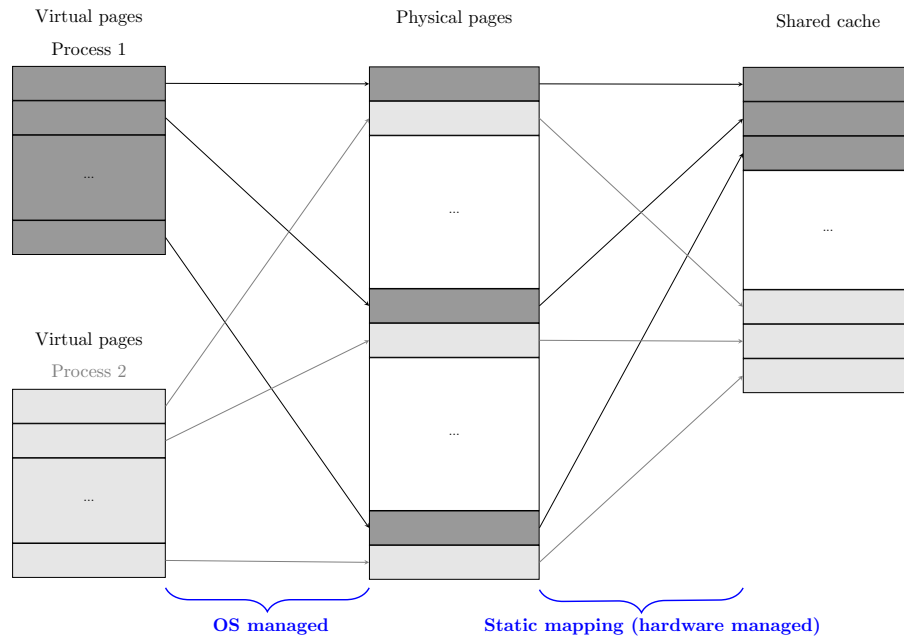 Virtual pages
Process 1
...
Virtual pages
Process 2
...
Physical pages
...
...
Shared cache
...
OS managed
Static mapping (hardware managed)